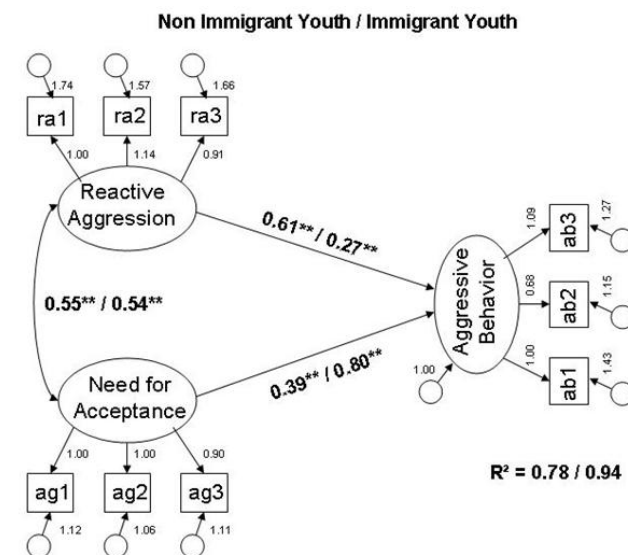 Non Immigrant Youth / Immigrant Youth
1.74
1.57
1.66
ra1
ra2
ra3
1.00
1.14
0.91
Reactive
Aggression
0.61** / 0.27**
0.55** / 0.54**
Need for
Acceptance
0.39** / 0.80**
1.00
1.00
0.90
ag1
ag2
ag3
1.12
1.06
1.11
Aggressive
Behavior
1.00
1.09
0.68
1.00
ab3
ab2
ab1
1.27
1.15
1.43
R² = 0.78 / 0.94